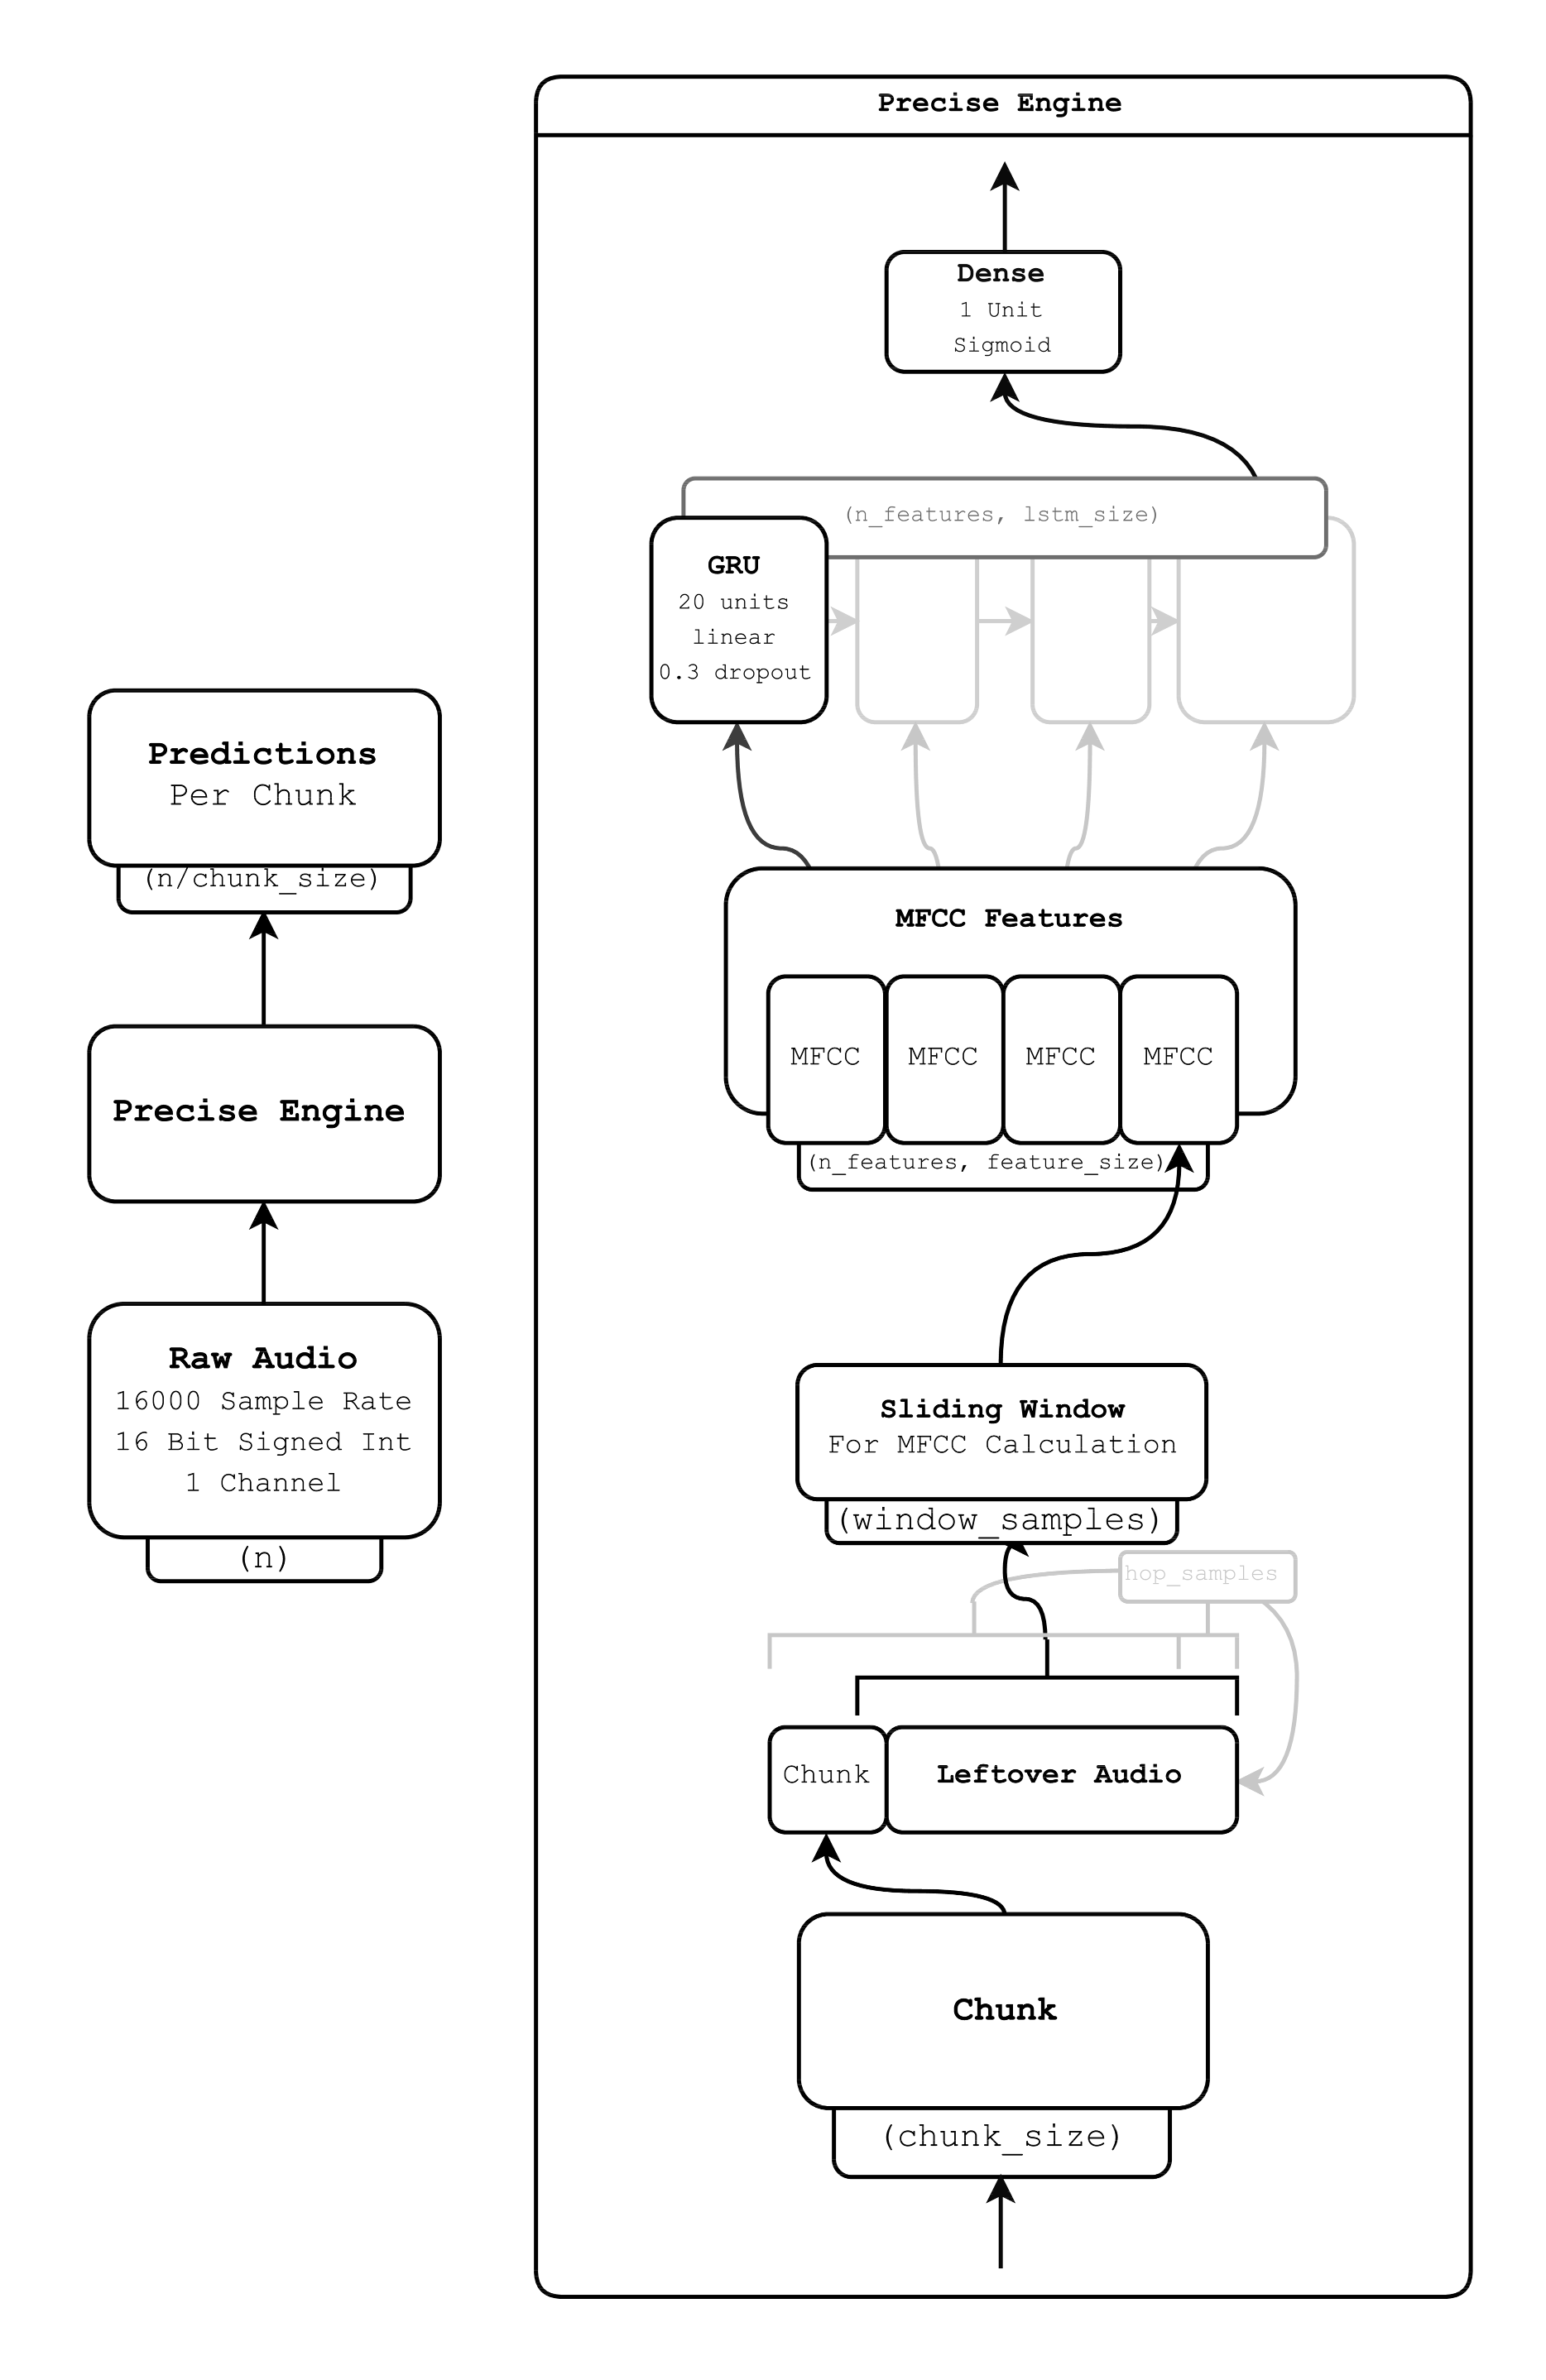 Precise Engine
Dense
1 Unit
Sigmoid
(n_features, lstm_size)
GRU
20 units
linear
0.3 dropout
MFCC Features
MFCC MFCC MFCC MFCC
(n_features, feature_size)
Sliding Window
For MFCC Calculation
(window_samples)
hop_samples
Chunk Leftover Audio
Chunk
(chunk_size)
Predictions
Per Chunk
(n/chunk_size)
Precise Engine
Raw Audio
16000 Sample Rate
16 Bit Signed Int
1 Channel
(n)